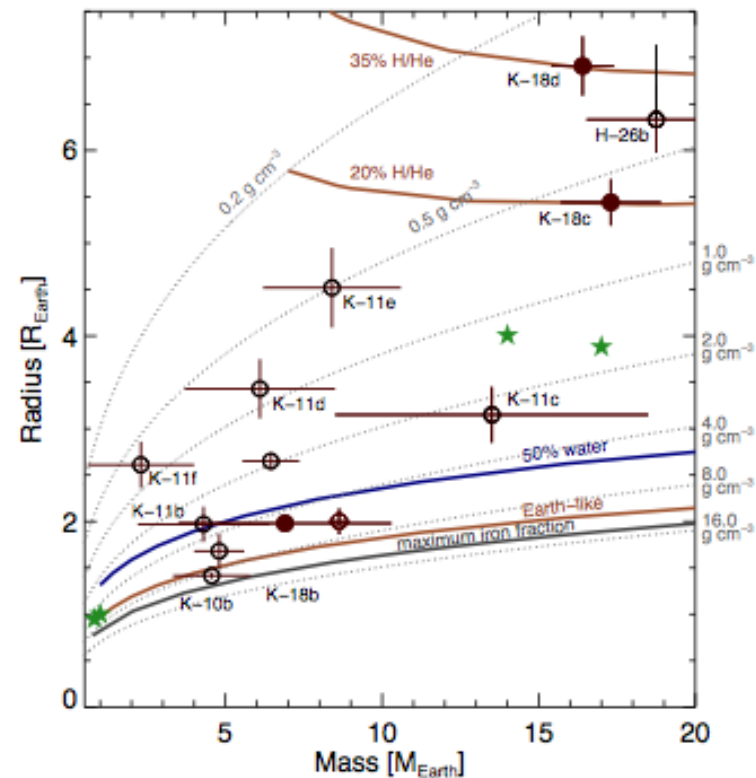 35% H/He
K-18d
H-26b
0.2 g cm⁻³
20% H/He
0.5 g cm⁻³
K-18c
1.0
g cm⁻³
K-11e
2.0
g cm⁻³
K-11d
K-11c
4.0
g cm⁻³
50% water
K-11f
8.0
g cm⁻³
K-11b
Earth-like
16.0
g cm⁻³
maximum iron fraction
K-10b
K-18b
0
2
4
6
Radius [R_Earth]
5
10
15
20
Mass [M_Earth]